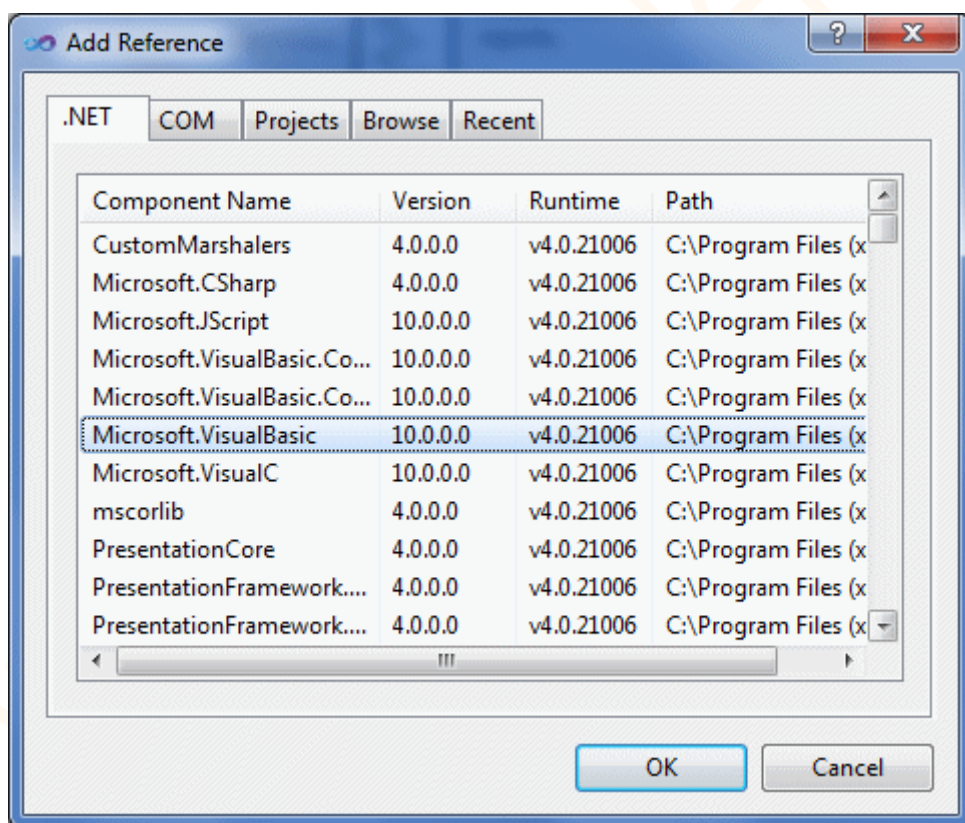 Add Reference
.NET COM Projects Browse Recent
Component Name Version Runtime Path
CustomMarshalers 4.0.0.0 v4.0.21006 C:\Program Files (x
Microsoft.CSharp 4.0.0.0 v4.0.21006 C:\Program Files (x
Microsoft.JScript 10.0.0.0 v4.0.21006 C:\Program Files (x
Microsoft.VisualBasic.Co... 10.0.0.0 v4.0.21006 C:\Program Files (x
Microsoft.VisualBasic.Co... 10.0.0.0 v4.0.21006 C:\Program Files (x
Microsoft.VisualBasic 10.0.0.0 v4.0.21006 C:\Program Files (x
Microsoft.VisualC 10.0.0.0 v4.0.21006 C:\Program Files (x
mscorlib 4.0.0.0 v4.0.21006 C:\Program Files (x
PresentationCore 4.0.0.0 v4.0.21006 C:\Program Files (x
PresentationFramework.... 4.0.0.0 v4.0.21006 C:\Program Files (x
PresentationFramework.... 4.0.0.0 v4.0.21006 C:\Program Files (x
OK Cancel